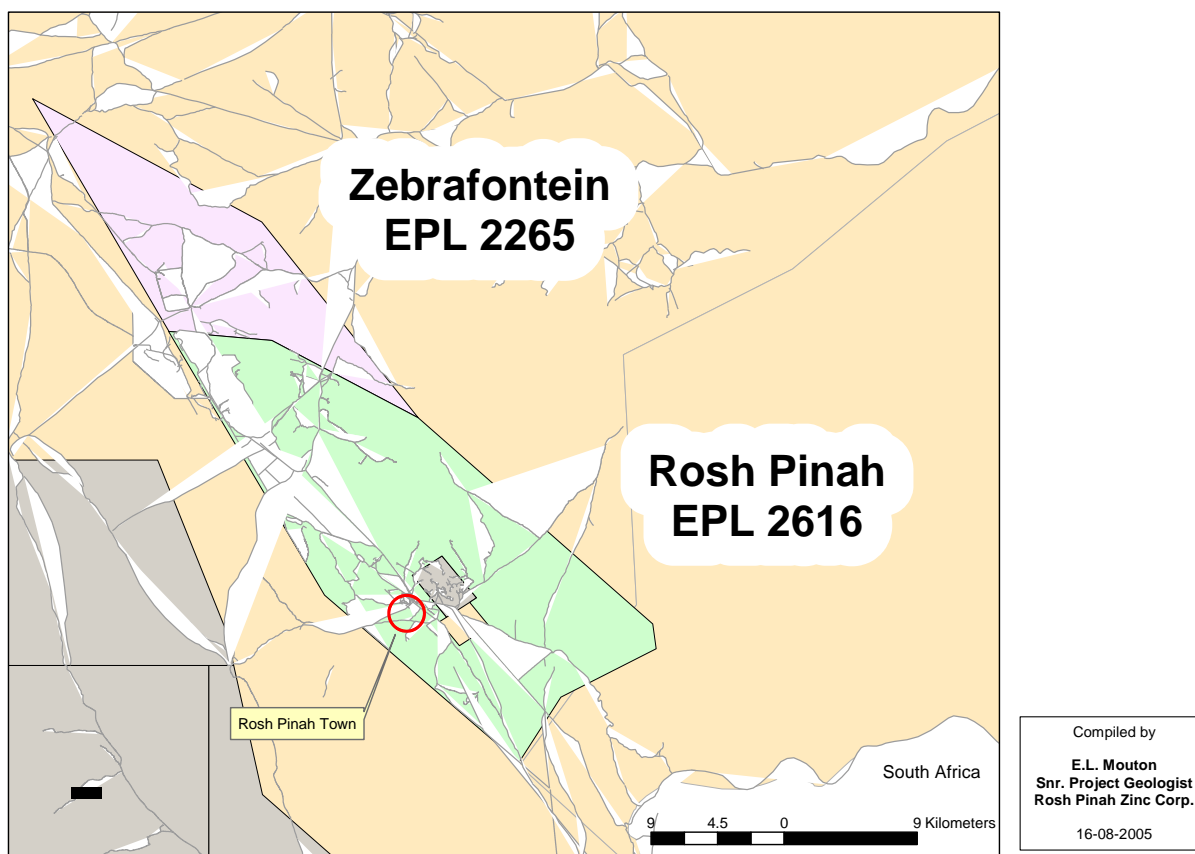 Zebrafontein
EPL 2265
Rosh Pinah
EPL 2616
Rosh Pinah Town
South Africa
9 4.5 0 9 Kilometers
Compiled by
E.L. Mouton
Snr. Project Geologist
Rosh Pinah Zinc Corp.
16-08-2005